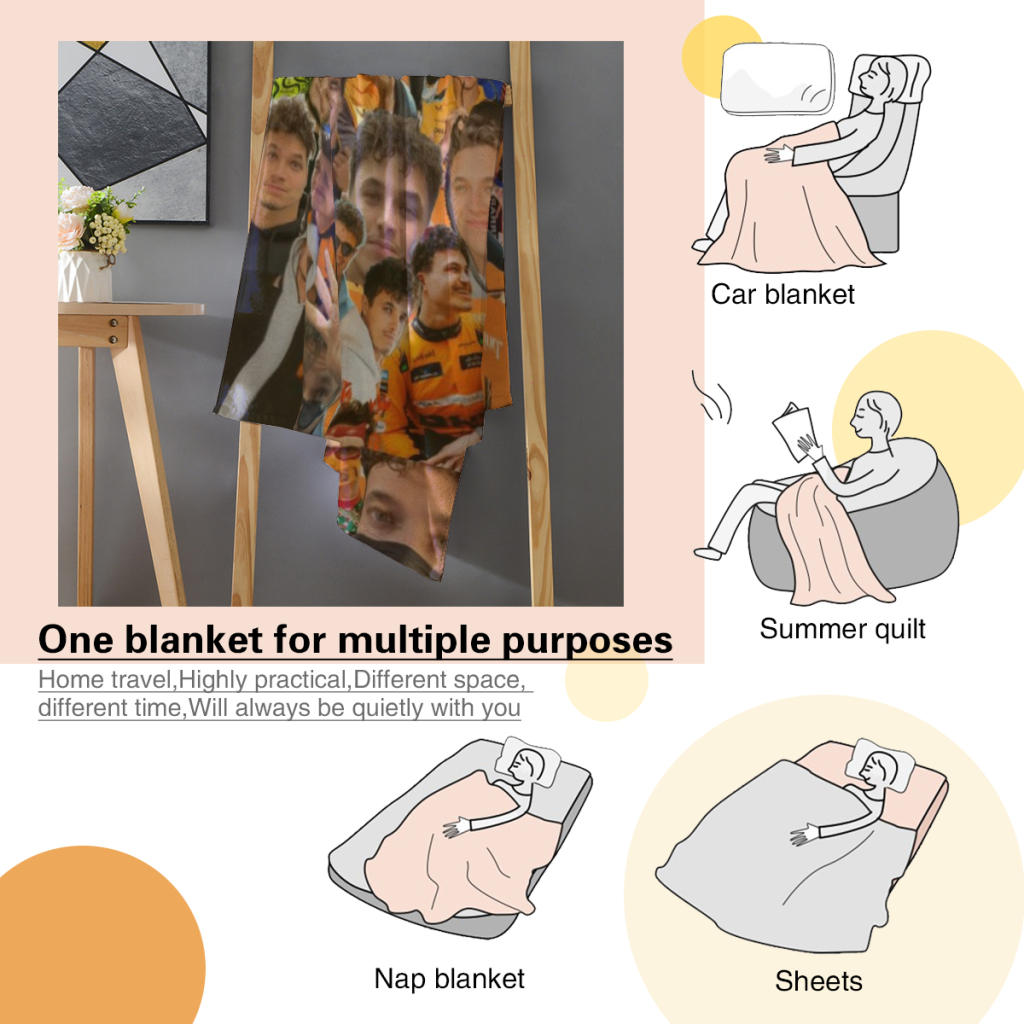 Car blanket
Summer quilt
One blanket for multiple purposes
Home travel,Highly practical,Different space,
different time,Will always be quietly with you
Nap blanket
Sheets